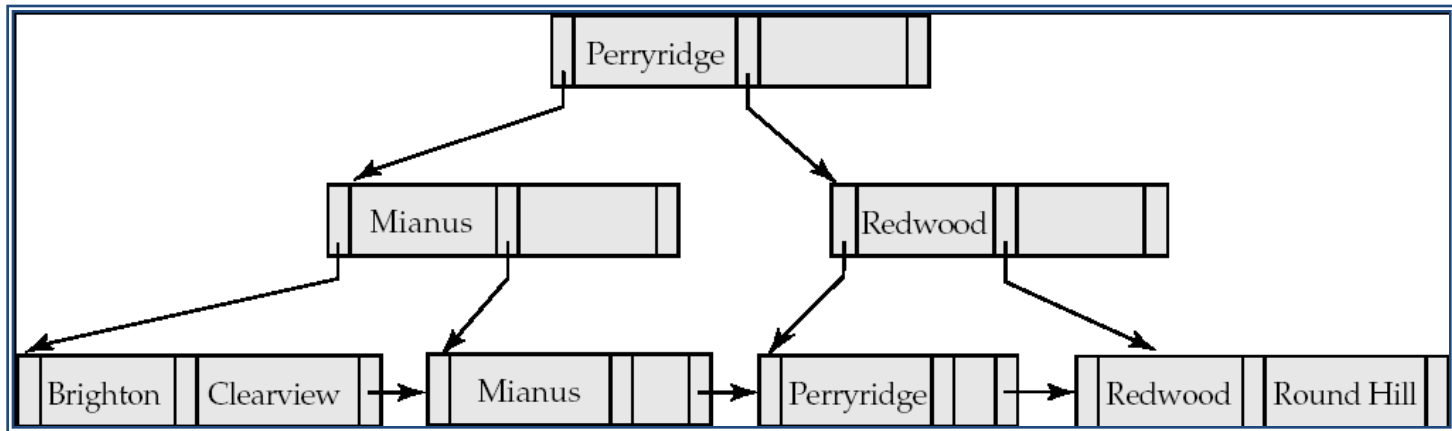 Perryridge
Mianus
Redwood
Brighton
Clearview
Mianus
Perryridge
Redwood
Round Hill